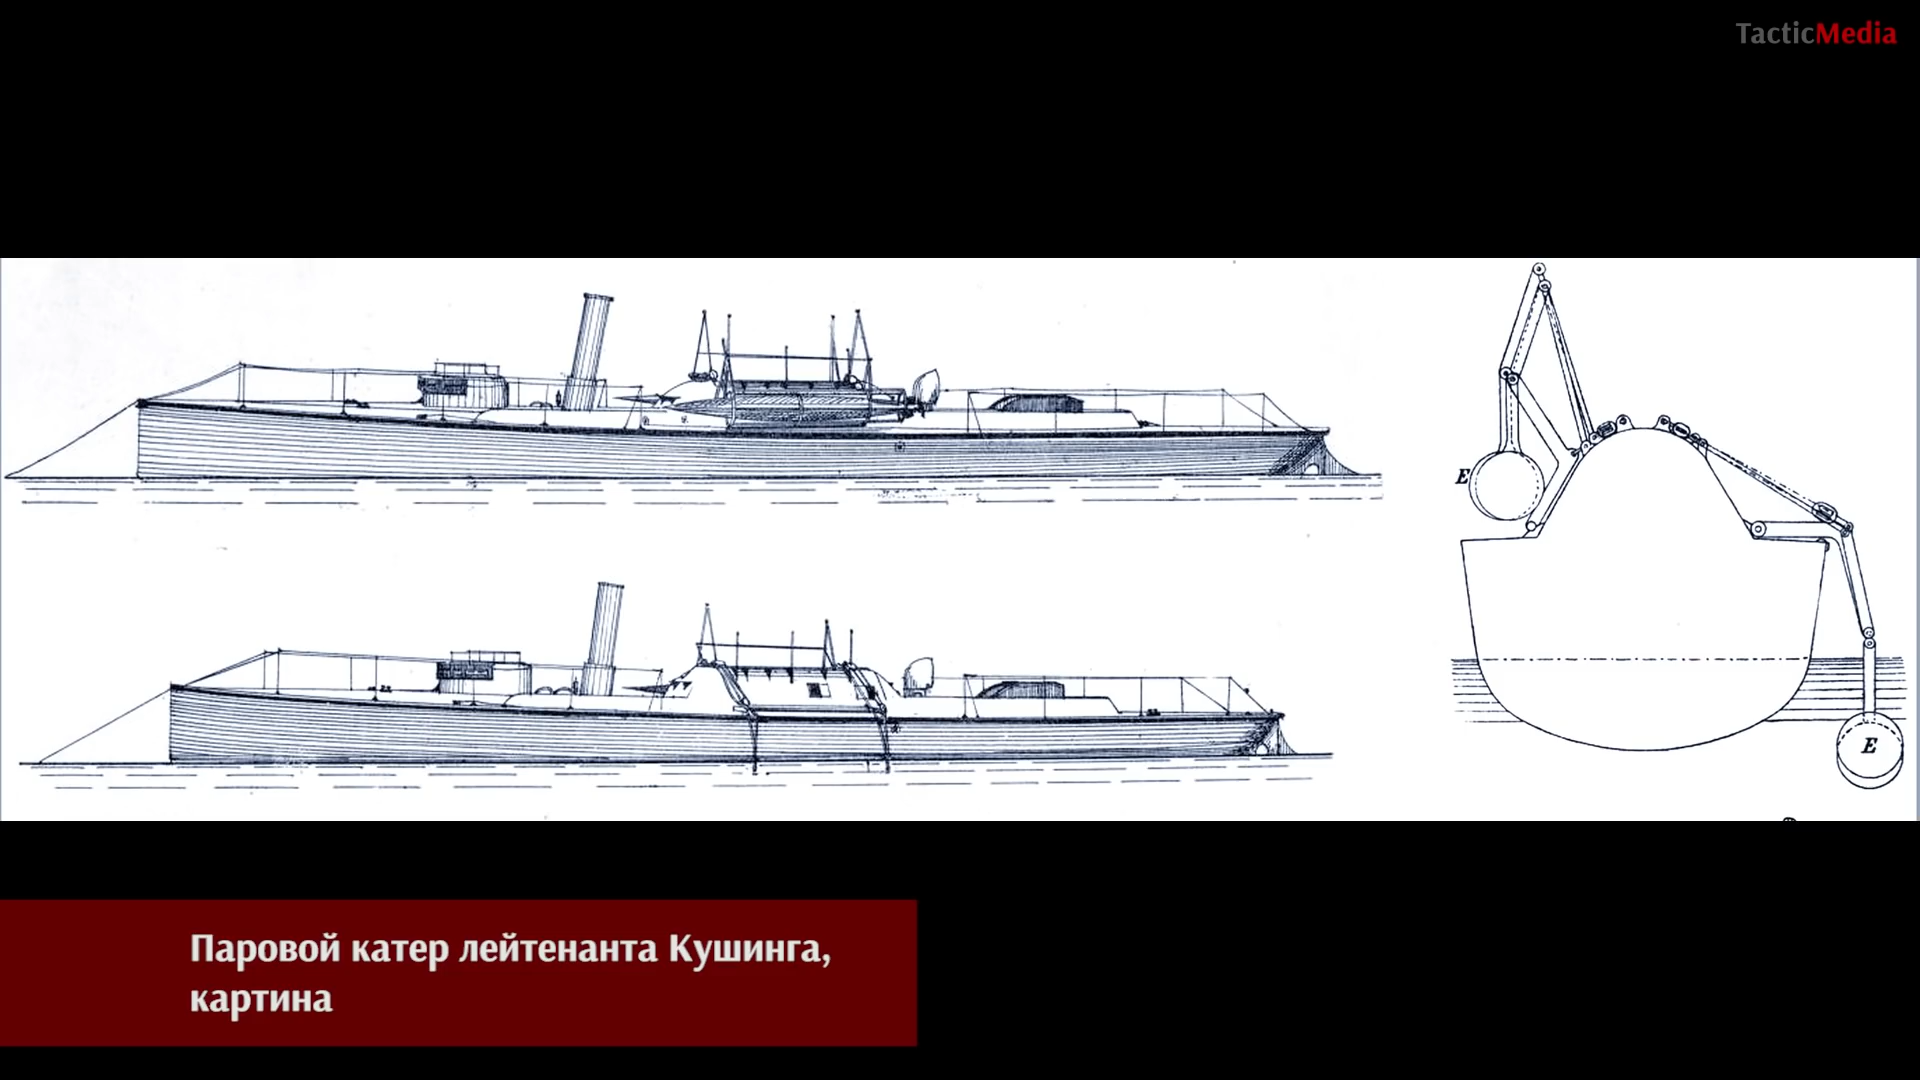 TacticMedia
E
E
Паровой катер лейтенанта Кушинга,
картина